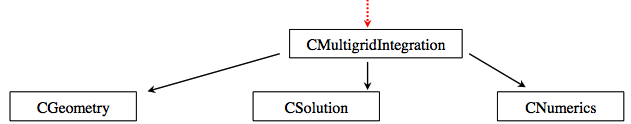 CMultigridIntegration
CGeometry
CSolution
CNumerics